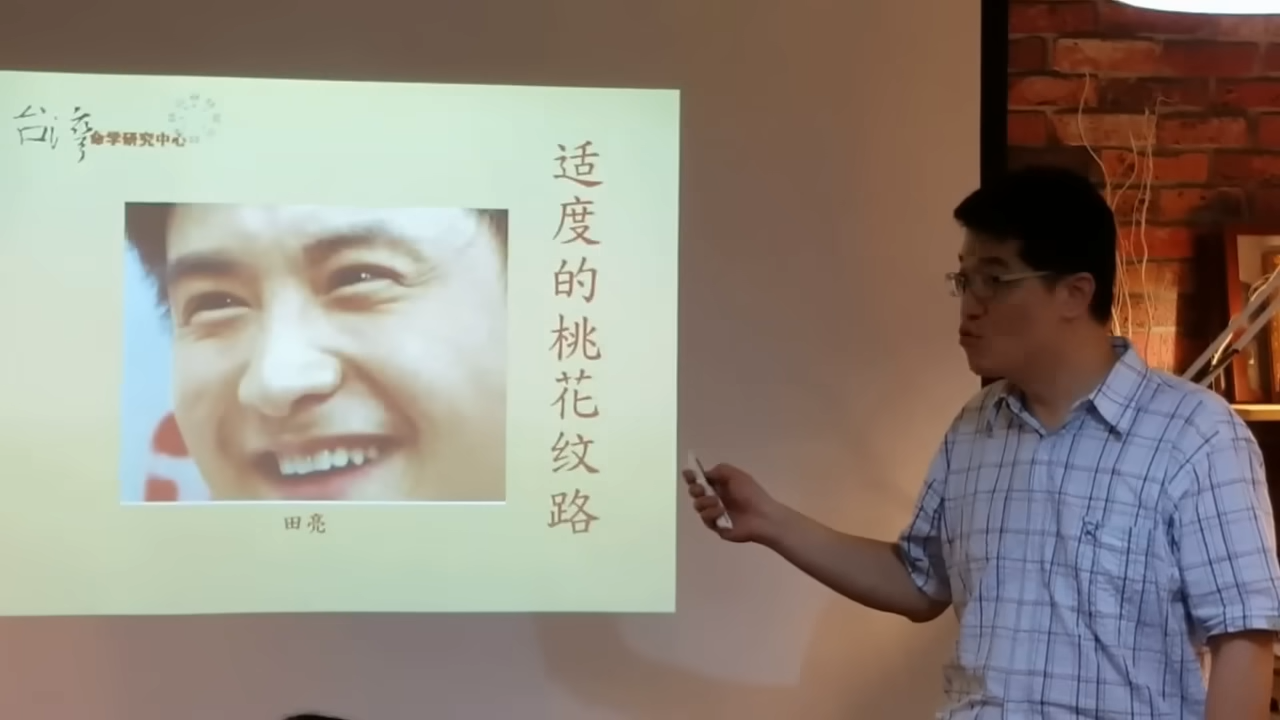 台湾命学研究中心
适度的桃花纹路
田亮